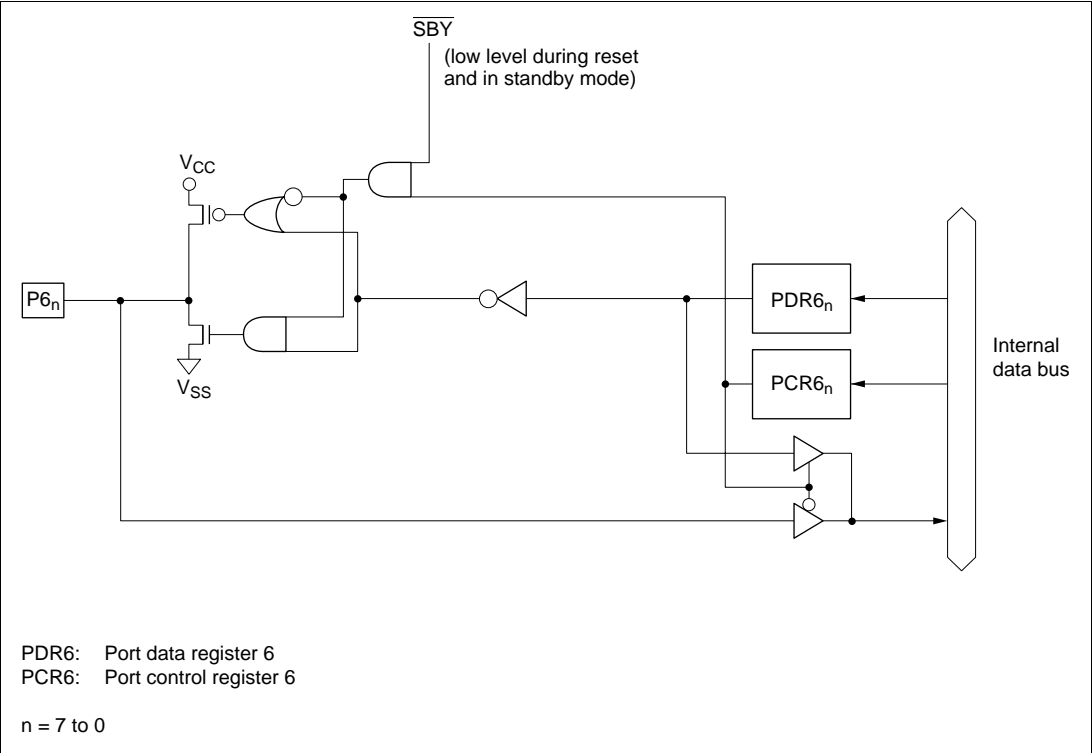 SBY
(low level during reset
and in standby mode)
VCC
P6n
VSS
PDR6n
PCR6n
Internal
data bus
PDR6: Port data register 6
PCR6: Port control register 6
n = 7 to 0